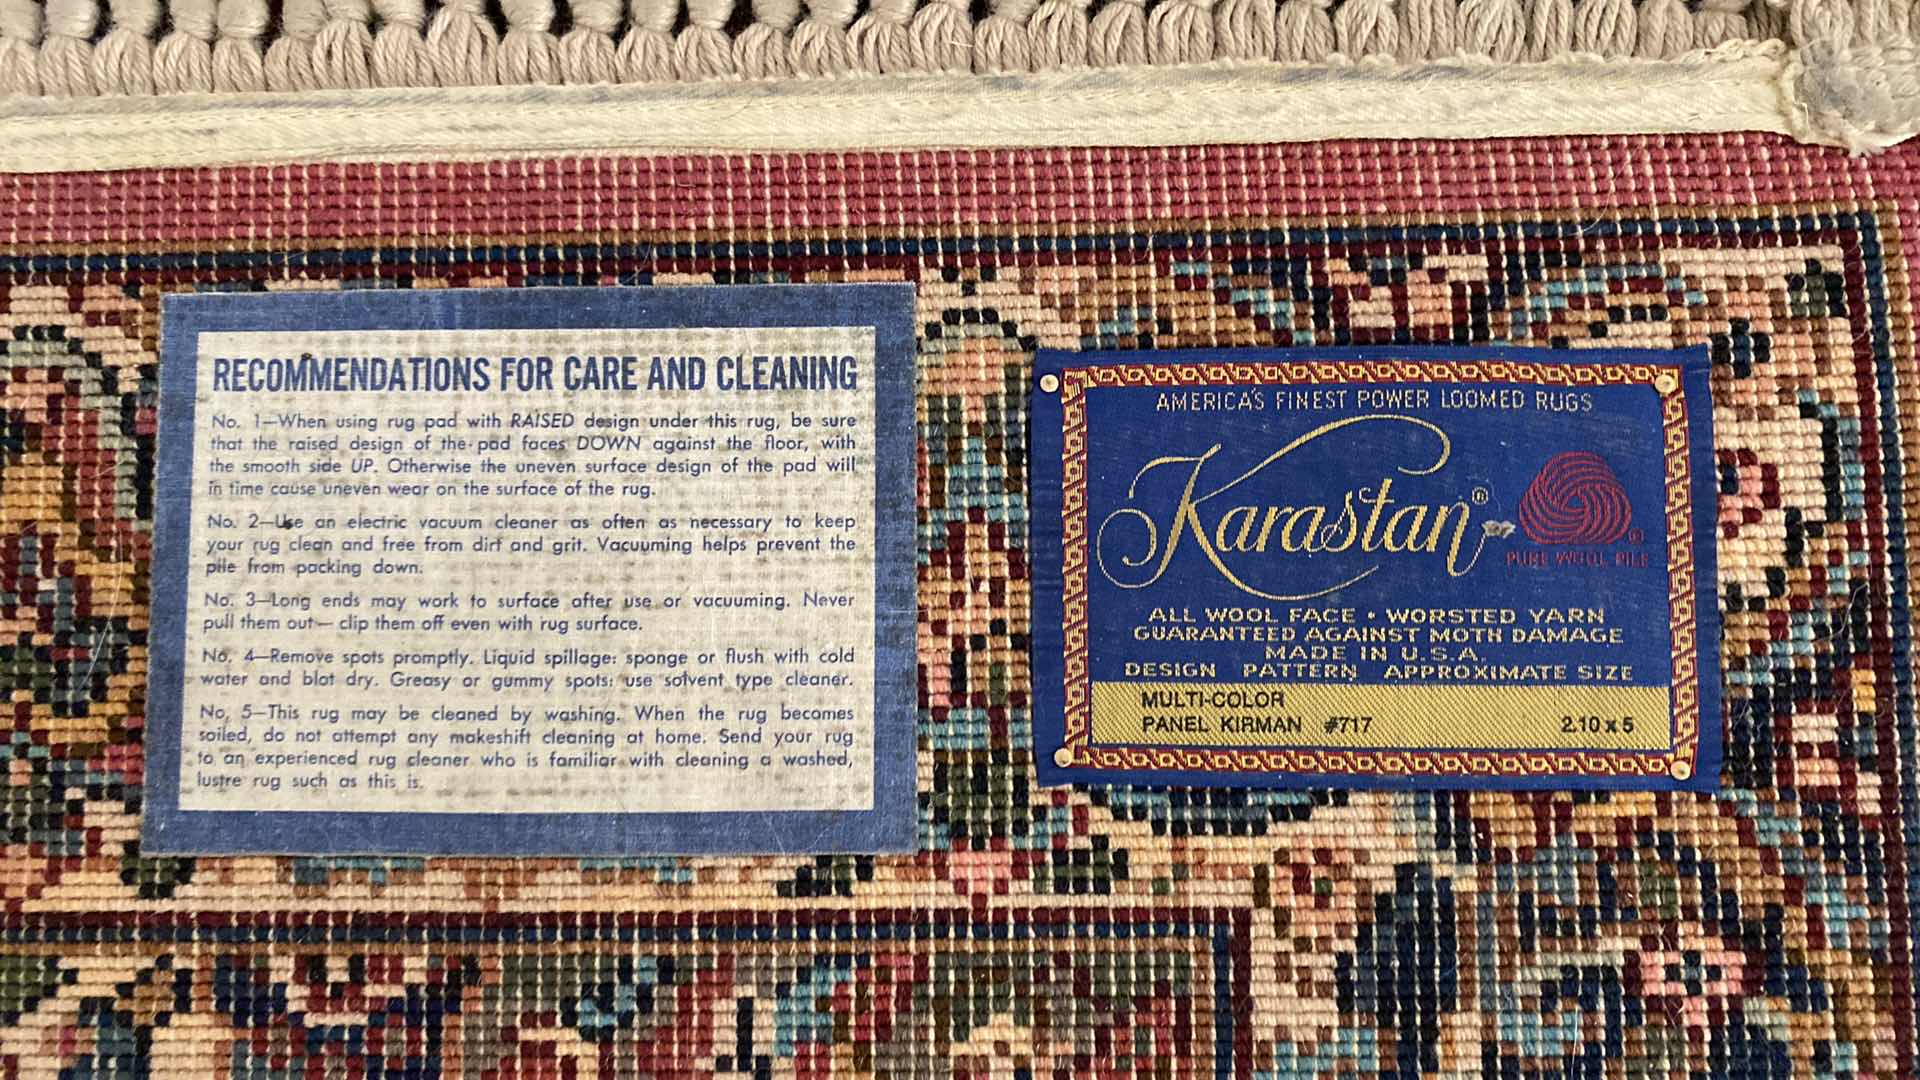 RECOMMENDATIONS FOR CARE AND CLEANING
No. 1—When using rug pad with RAISED design under this rug, be sure
that the raised design of the pad faces DOWN against the floor, with
the smooth side UP. Otherwise the uneven surface design of the pad will
in time cause uneven wear on the surface of the rug.
No. 2—Use an electric vacuum cleaner as often as necessary to keep
your rug clean and free from dirt and grit. Vacuuming helps prevent the
pile from packing down.
No. 3—Long ends may work to surface after use or vacuuming. Never
pull them out— clip them off even with rug surface.
No. 4—Remove spots promptly. Liquid spillage: sponge or flush with cold
water and blot dry. Greasy or gummy spots: use solvent type cleaner.
No. 5—This rug may be cleaned by washing. When the rug becomes
soiled, do not attempt any makeshift cleaning at home. Send your rug
to an experienced rug cleaner who is familiar with cleaning a washed,
lustre rug such as this is.
AMERICA'S FINEST POWER LOOMED RUGS
Karastan®
®
PURE WOOL PILE
ALL WOOL FACE • WORSTED YARN
GUARANTEED AGAINST MOTH DAMAGE
MADE IN U.S.A.
DESIGN PATTERN APPROXIMATE SIZE
MULTI-COLOR
PANEL KIRMAN #717 2.10 x 5